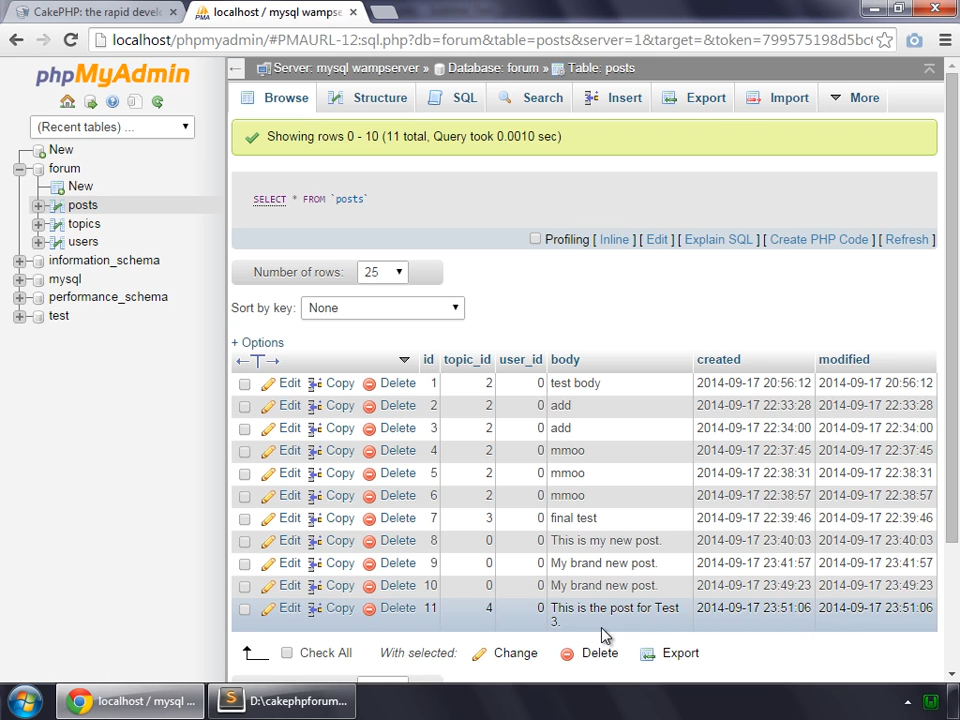 CakePHP: the rapid develo
localhost / mysql wampse
localhost/phpmyadmin/#PMAURL-12:sql.php?db=forum&table=posts&server=1&target=&token=799575198d5bc
phpMyAdmin
(Recent tables) ...
New
forum
New
posts
topics
users
information_schema
mysql
performance_schema
test
Server: mysql wampserver » Database: forum » Table: posts
Browse Structure SQL Search Insert Export Import More
Showing rows 0 - 10 (11 total, Query took 0.0010 sec)
SELECT * FROM `posts`
Profiling [ Inline ] [ Edit ] [ Explain SQL ] [ Create PHP Code ] [ Refresh ]
Number of rows: 25
Sort by key: None
+ Options
id topic_id user_id body created modified
Edit Copy Delete 1 2 0 test body 2014-09-17 20:56:12 2014-09-17 20:56:12
Edit Copy Delete 2 2 0 add 2014-09-17 22:33:28 2014-09-17 22:33:28
Edit Copy Delete 3 2 0 add 2014-09-17 22:34:00 2014-09-17 22:34:00
Edit Copy Delete 4 2 0 mmoo 2014-09-17 22:37:45 2014-09-17 22:37:45
Edit Copy Delete 5 2 0 mmoo 2014-09-17 22:38:31 2014-09-17 22:38:31
Edit Copy Delete 6 2 0 mmoo 2014-09-17 22:38:57 2014-09-17 22:38:57
Edit Copy Delete 7 3 0 final test 2014-09-17 22:39:46 2014-09-17 22:39:46
Edit Copy Delete 8 0 0 This is my new post. 2014-09-17 23:40:03 2014-09-17 23:40:03
Edit Copy Delete 9 0 0 My brand new post. 2014-09-17 23:41:57 2014-09-17 23:41:57
Edit Copy Delete 10 0 0 My brand new post. 2014-09-17 23:49:23 2014-09-17 23:49:23
Edit Copy Delete 11 4 0 This is the post for Test 2014-09-17 23:51:06 2014-09-17 23:51:06
3.
Check All With selected: Change Delete Export
localhost / mysql ...
D:\cakephpforum...